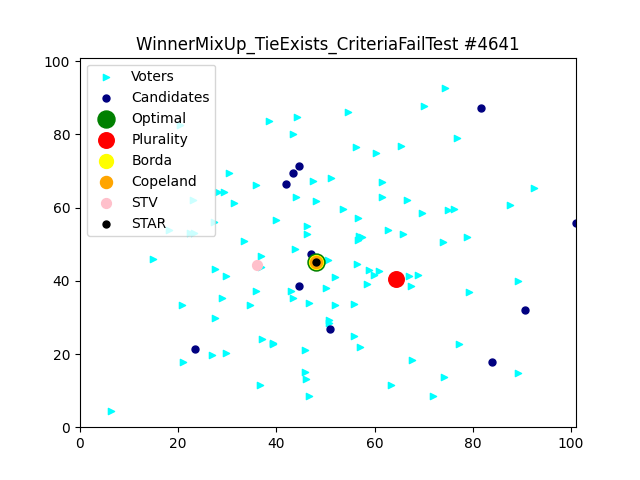 WinnerMixUp_TieExists_CriteriaFailTest #4641
100
80
60
40
20
0
Voters
Candidates
Optimal
Plurality
Borda
Copeland
STV
STAR
0 20 40 60 80 100